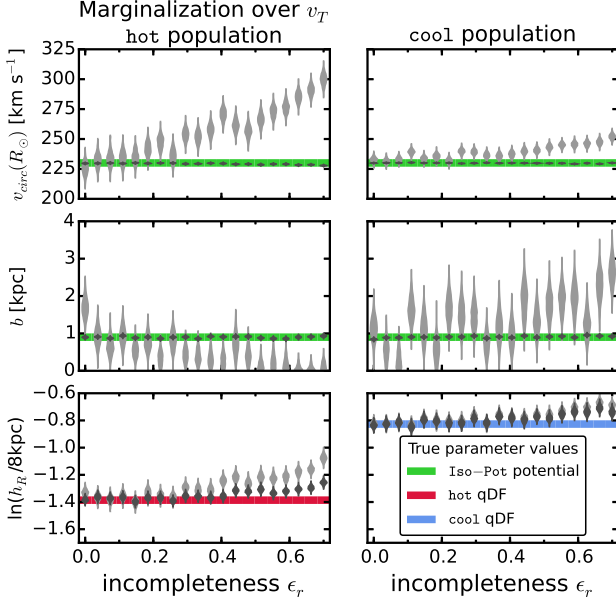 Marginalization over v_T
hot population
cool population
v_circ(R_⊙) [km s⁻¹]
325
300
275
250
225
200
b [kpc]
4
3
2
1
0
ln(h_R/8kpc)
−0.6
−0.8
−1.0
−1.2
−1.4
−1.6
True parameter values
Iso−Pot potential
hot qDF
cool qDF
0.0 0.2 0.4 0.6
0.0 0.2 0.4 0.6
incompleteness ϵ_r
incompleteness ϵ_r